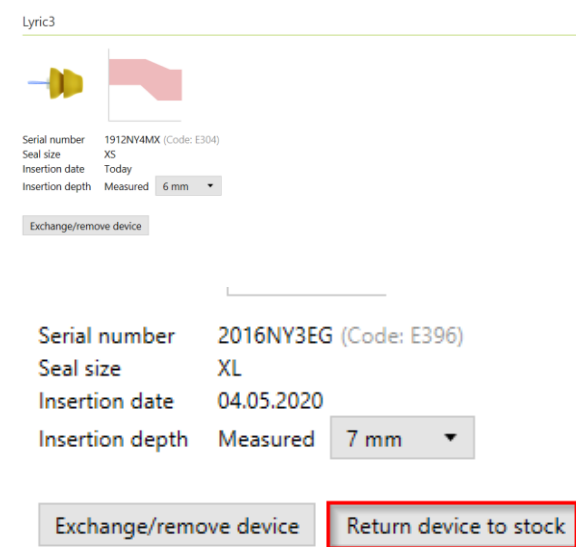 Lyric3
Serial number 1912NY4MX (Code: E304)
Seal size XS
Insertion date Today
Insertion depth Measured 6 mm
Exchange/remove device
Serial number 2016NY3EG (Code: E396)
Seal size XL
Insertion date 04.05.2020
Insertion depth Measured 7 mm
Exchange/remove device Return device to stock